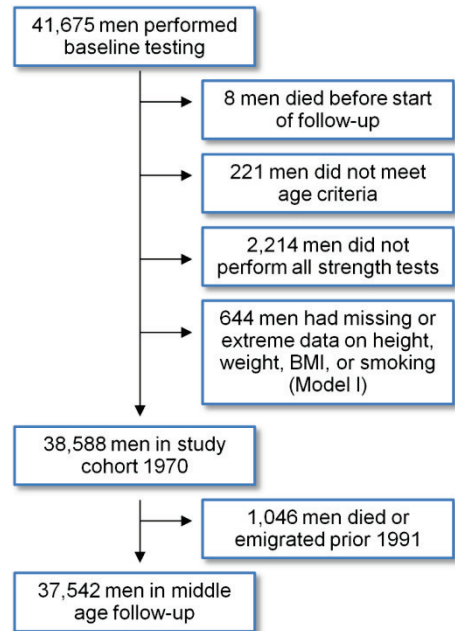 41,675 men performed
baseline testing
8 men died before start
of follow-up
221 men did not meet
age criteria
2,214 men did not
perform all strength tests
644 men had missing or
extreme data on height,
weight, BMI, or smoking
(Model I)
38,588 men in study
cohort 1970
1,046 men died or
emigrated prior 1991
37,542 men in middle
age follow-up